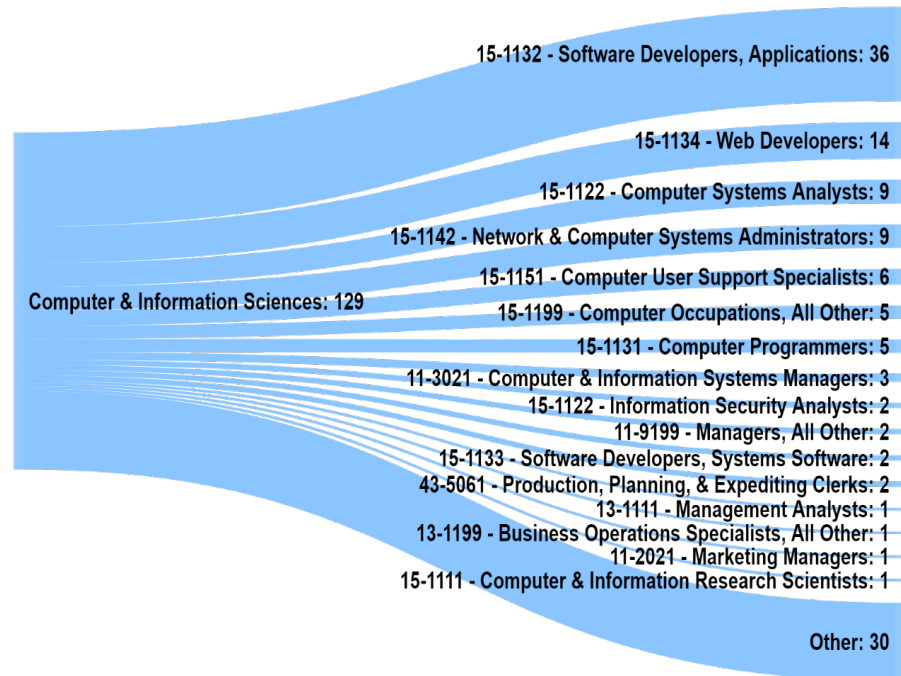 15-1132 - Software Developers, Applications: 36
15-1134 - Web Developers: 14
15-1122 - Computer Systems Analysts: 9
15-1142 - Network & Computer Systems Administrators: 9
15-1151 - Computer User Support Specialists: 6
Computer & Information Sciences: 129
15-1199 - Computer Occupations, All Other: 5
15-1131 - Computer Programmers: 5
11-3021 - Computer & Information Systems Managers: 3
15-1122 - Information Security Analysts: 2
11-9199 - Managers, All Other: 2
15-1133 - Software Developers, Systems Software: 2
43-5061 - Production, Planning, & Expediting Clerks: 2
13-1111 - Management Analysts: 1
13-1199 - Business Operations Specialists, All Other: 1
11-2021 - Marketing Managers: 1
15-1111 - Computer & Information Research Scientists: 1
Other: 30